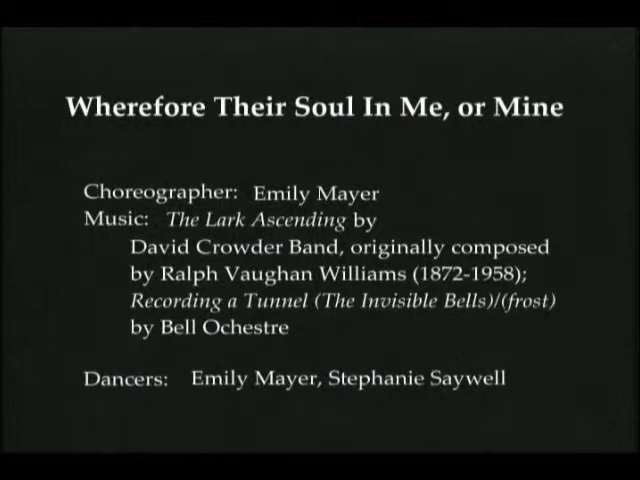 Wherefore Their Soul In Me, or Mine
Choreographer: Emily Mayer
Music: The Lark Ascending by
David Crowder Band, originally composed
by Ralph Vaughan Williams (1872-1958);
Recording a Tunnel (The Invisible Bells)/(frost)
by Bell Ochestre
Dancers: Emily Mayer, Stephanie Saywell